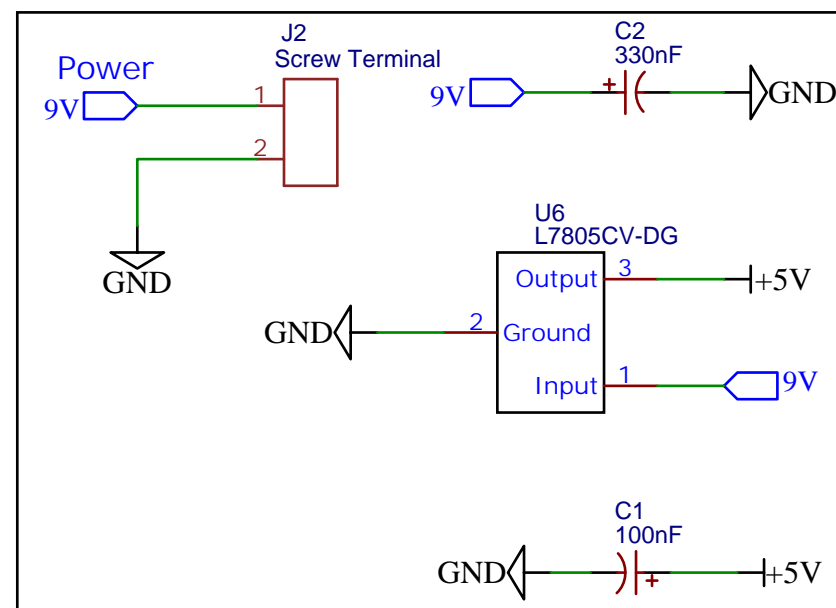 Power
9V
J2
Screw Terminal
1
2
GND
C2
330nF
9V
+
GND
U6
L7805CV-DG
Output
3
+5V
GND
2
Ground
Input
1
9V
C1
100nF
GND
+
+5V